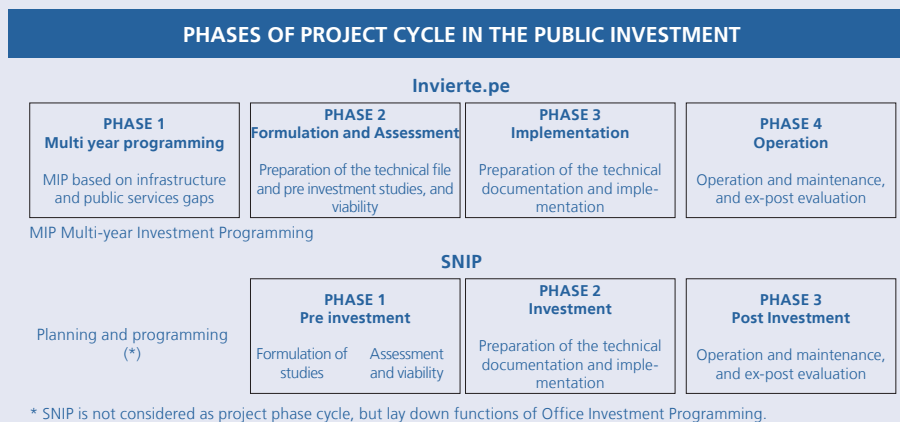 PHASES OF PROJECT CYCLE IN THE PUBLIC INVESTMENT
Invierte.pe
PHASE 1
Multi year programming
MIP based on infrastructure
and public services gaps
PHASE 2
Formulation and Assessment
Preparation of the technical file
and pre investment studies, and
viability
PHASE 3
Implementation
Preparation of the technical
documentation and imple-
mentation
PHASE 4
Operation
Operation and maintenance,
and ex-post evaluation
MIP Multi-year Investment Programming
SNIP
Planning and programming
(*)
PHASE 1
Pre investment
Formulation of
studies
Assessment
and viability
PHASE 2
Investment
Preparation of the technical
documentation and imple-
mentation
PHASE 3
Post Investment
Operation and maintenance,
and ex-post evaluation
* SNIP is not considered as project phase cycle, but lay down functions of Office Investment Programming.